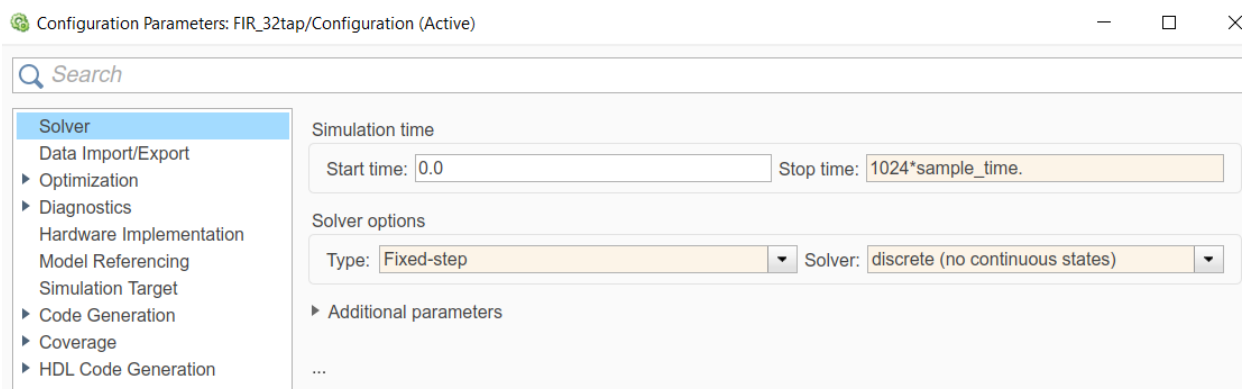 Configuration Parameters: FIR_32tap/Configuration (Active)
Search
Solver
Data Import/Export
Optimization
Diagnostics
Hardware Implementation
Model Referencing
Simulation Target
Code Generation
Coverage
HDL Code Generation
Simulation time
Start time: 0.0 Stop time: 1024*sample_time.
Solver options
Type: Fixed-step Solver: discrete (no continuous states)
Additional parameters
...